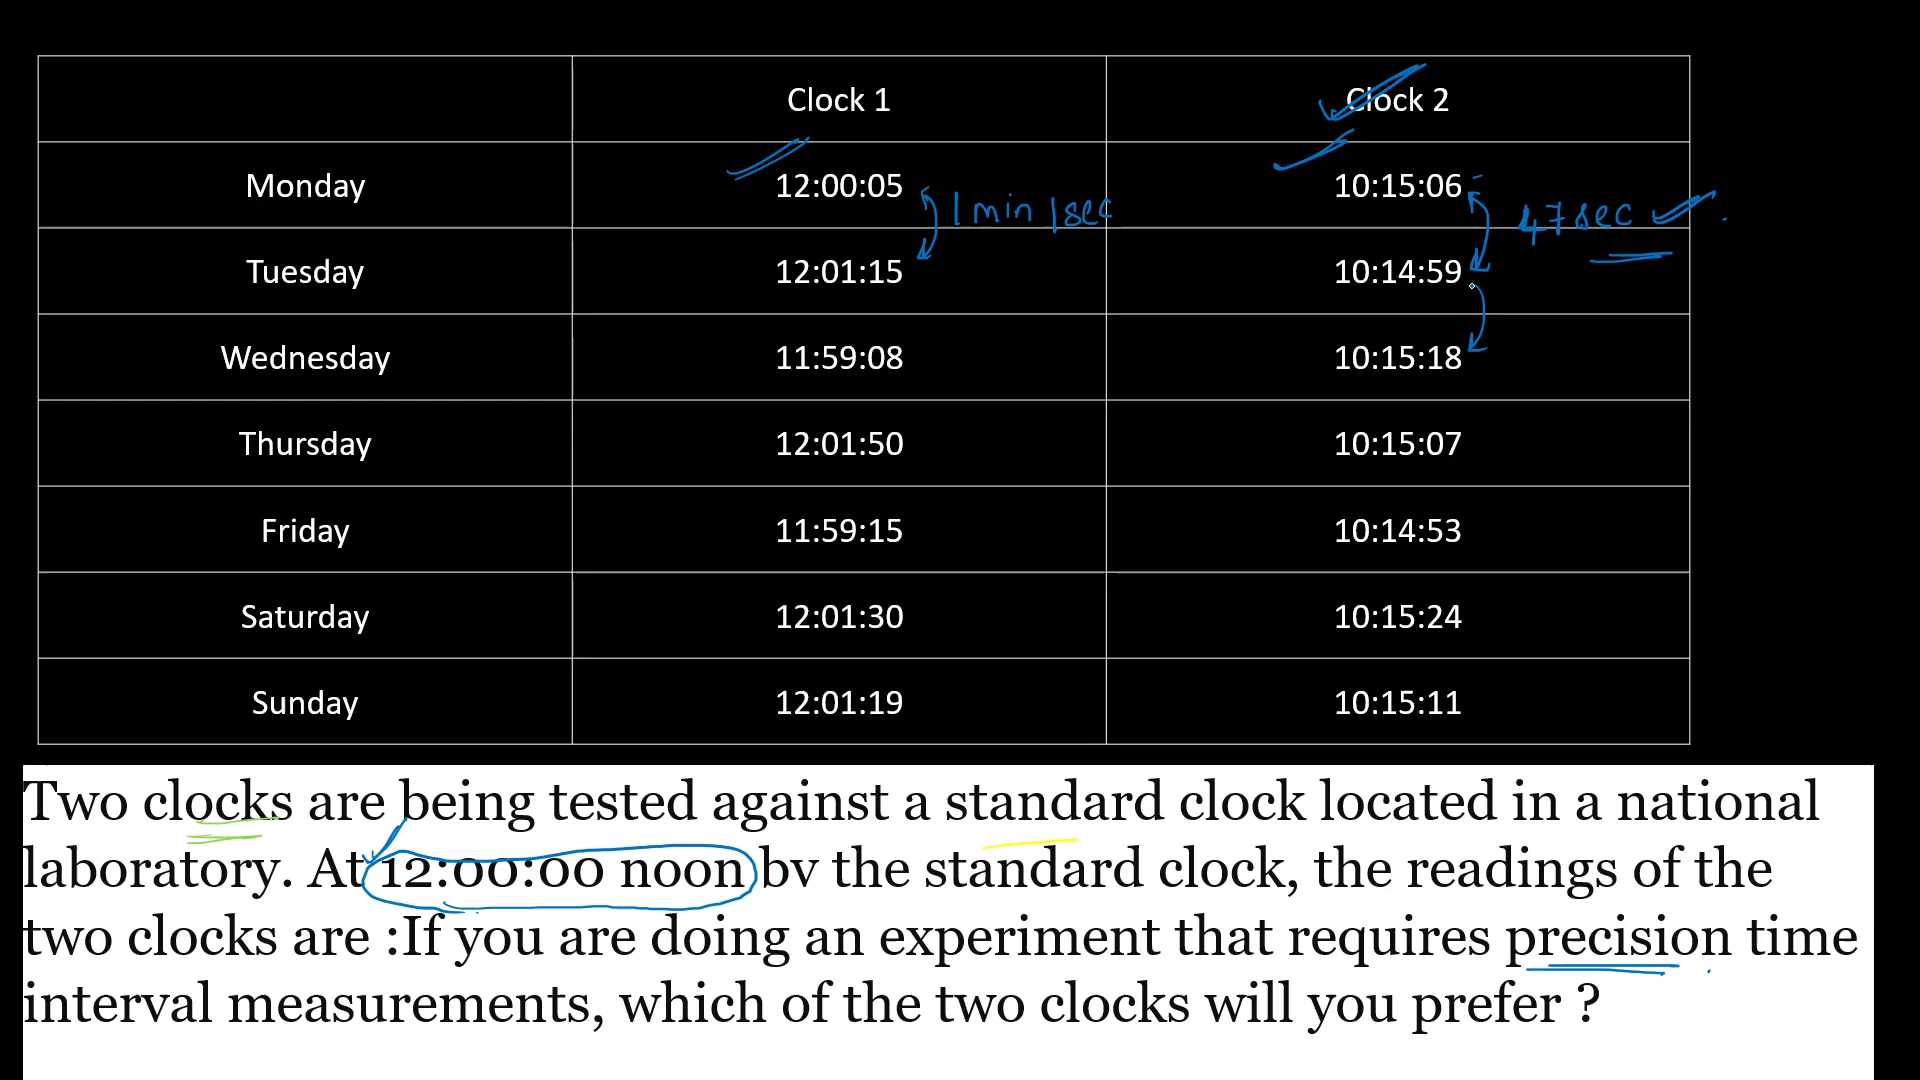 Clock 1 Clock 2
Monday 12:00:05 10:15:06
1 min 1 sec 47 sec
Tuesday 12:01:15 10:14:59
Wednesday 11:59:08 10:15:18
Thursday 12:01:50 10:15:07
Friday 11:59:15 10:14:53
Saturday 12:01:30 10:15:24
Sunday 12:01:19 10:15:11
Two clocks are being tested against a standard clock located in a national
laboratory. At 12:00:00 noon bv the standard clock, the readings of the
two clocks are :If you are doing an experiment that requires precision time
interval measurements, which of the two clocks will you prefer ?